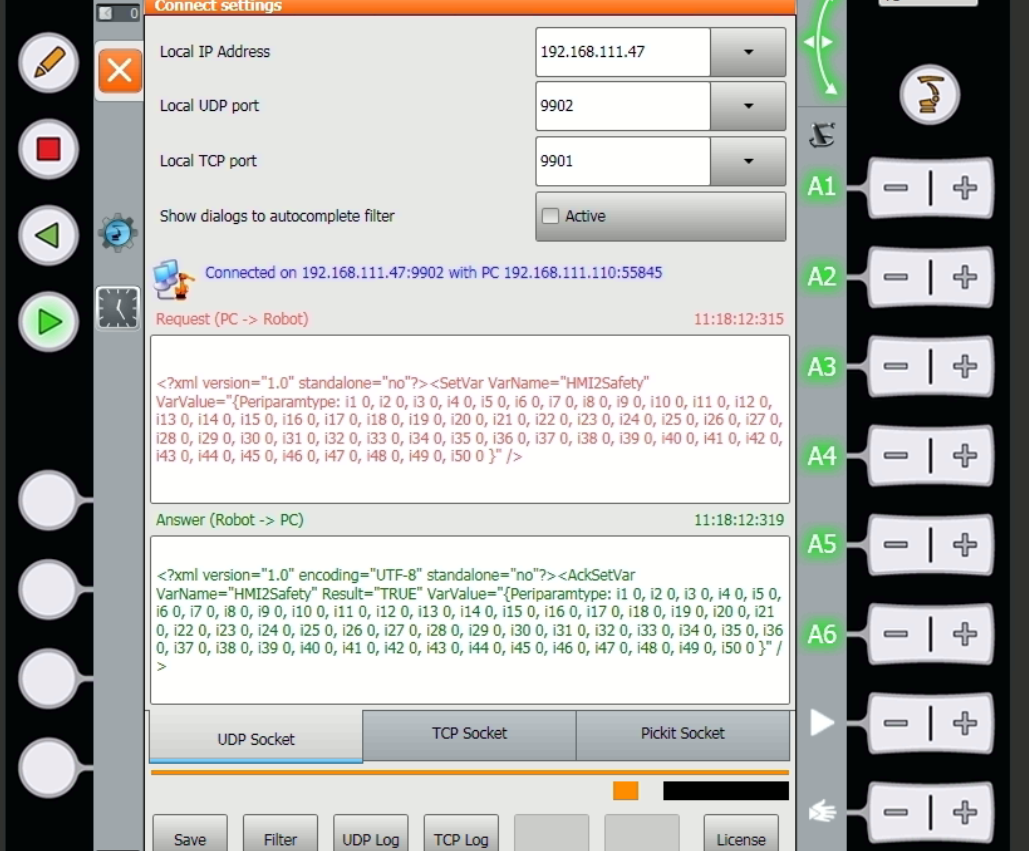 0
Connect settings
Local IP Address
192.168.111.47
Local UDP port
9902
Local TCP port
9901
Show dialogs to autocomplete filter
Active
Connected on 192.168.111.47:9902 with PC 192.168.111.110:55845
Request (PC -> Robot)
11:18:12:315
<?xml version="1.0" standalone="no"?><SetVar VarName="HMI2Safety"
VarValue="{Periparamtype: i1 0, i2 0, i3 0, i4 0, i5 0, i6 0, i7 0, i8 0, i9 0, i10 0, i11 0, i12 0,
i13 0, i14 0, i15 0, i16 0, i17 0, i18 0, i19 0, i20 0, i21 0, i22 0, i23 0, i24 0, i25 0, i26 0, i27 0,
i28 0, i29 0, i30 0, i31 0, i32 0, i33 0, i34 0, i35 0, i36 0, i37 0, i38 0, i39 0, i40 0, i41 0, i42 0,
i43 0, i44 0, i45 0, i46 0, i47 0, i48 0, i49 0, i50 0 }" />
Answer (Robot -> PC)
11:18:12:319
<?xml version="1.0" encoding="UTF-8" standalone="no"?><AckSetVar
VarName="HMI2Safety" Result="TRUE" VarValue="{Periparamtype: i1 0, i2 0, i3 0, i4 0, i5 0,
i6 0, i7 0, i8 0, i9 0, i10 0, i11 0, i12 0, i13 0, i14 0, i15 0, i16 0, i17 0, i18 0, i19 0, i20 0, i21
0, i22 0, i23 0, i24 0, i25 0, i26 0, i27 0, i28 0, i29 0, i30 0, i31 0, i32 0, i33 0, i34 0, i35 0, i36
0, i37 0, i38 0, i39 0, i40 0, i41 0, i42 0, i43 0, i44 0, i45 0, i46 0, i47 0, i48 0, i49 0, i50 0 }" /
>
UDP Socket
TCP Socket
Pickit Socket
Save
Filter
UDP Log
TCP Log
License
A1
A2
A3
A4
A5
A6